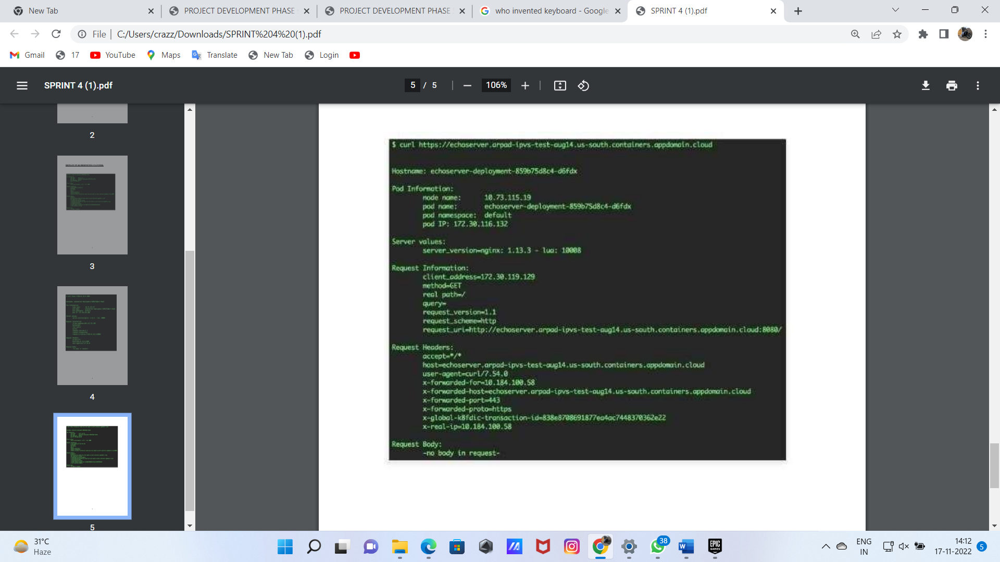 New Tab
PROJECT DEVELOPMENT PHASE
PROJECT DEVELOPMENT PHASE
who invented keyboard - Google
SPRINT 4 (1).pdf
File C:/Users/crazz/Downloads/SPRINT%204%20(1).pdf
Gmail 17 YouTube Maps Translate New Tab Login
SPRINT 4 (1).pdf 5 / 5 106%
2
DEPLOY IN KUBERNETES CLUSTER:
3
4
5
$ curl https://echoserver.arpad-ipvs-test-aug14.us-south.containers.appdomain.cloud
Hostname: echoserver-deployment-859b75d8c4-d6fdx
Pod Information:
node name: 10.73.115.19
pod name: echoserver-deployment-859b75d8c4-d6fdx
pod namespace: default
pod IP: 172.30.116.132
Server values:
server_version=nginx: 1.13.3 - lua: 10008
Request Information:
client_address=172.30.119.129
method=GET
real path=/
query=
request_version=1.1
request_scheme=http
request_uri=http://echoserver.arpad-ipvs-test-aug14.us-south.containers.appdomain.cloud:8080/
Request Headers:
accept=*/*
host=echoserver.arpad-ipvs-test-aug14.us-south.containers.appdomain.cloud
user-agent=curl/7.54.0
x-forwarded-for=10.184.100.58
x-forwarded-host=echoserver.arpad-ipvs-test-aug14.us-south.containers.appdomain.cloud
x-forwarded-port=443
x-forwarded-proto=https
x-global-k8fdic-transaction-id=838e8708691877ea4ac7448370362e22
x-real-ip=10.184.100.58
Request Body:
-no body in request-
31°C
Haze
38
EPIC
GAMES
ENG
IN
14:12
17-11-2022
5